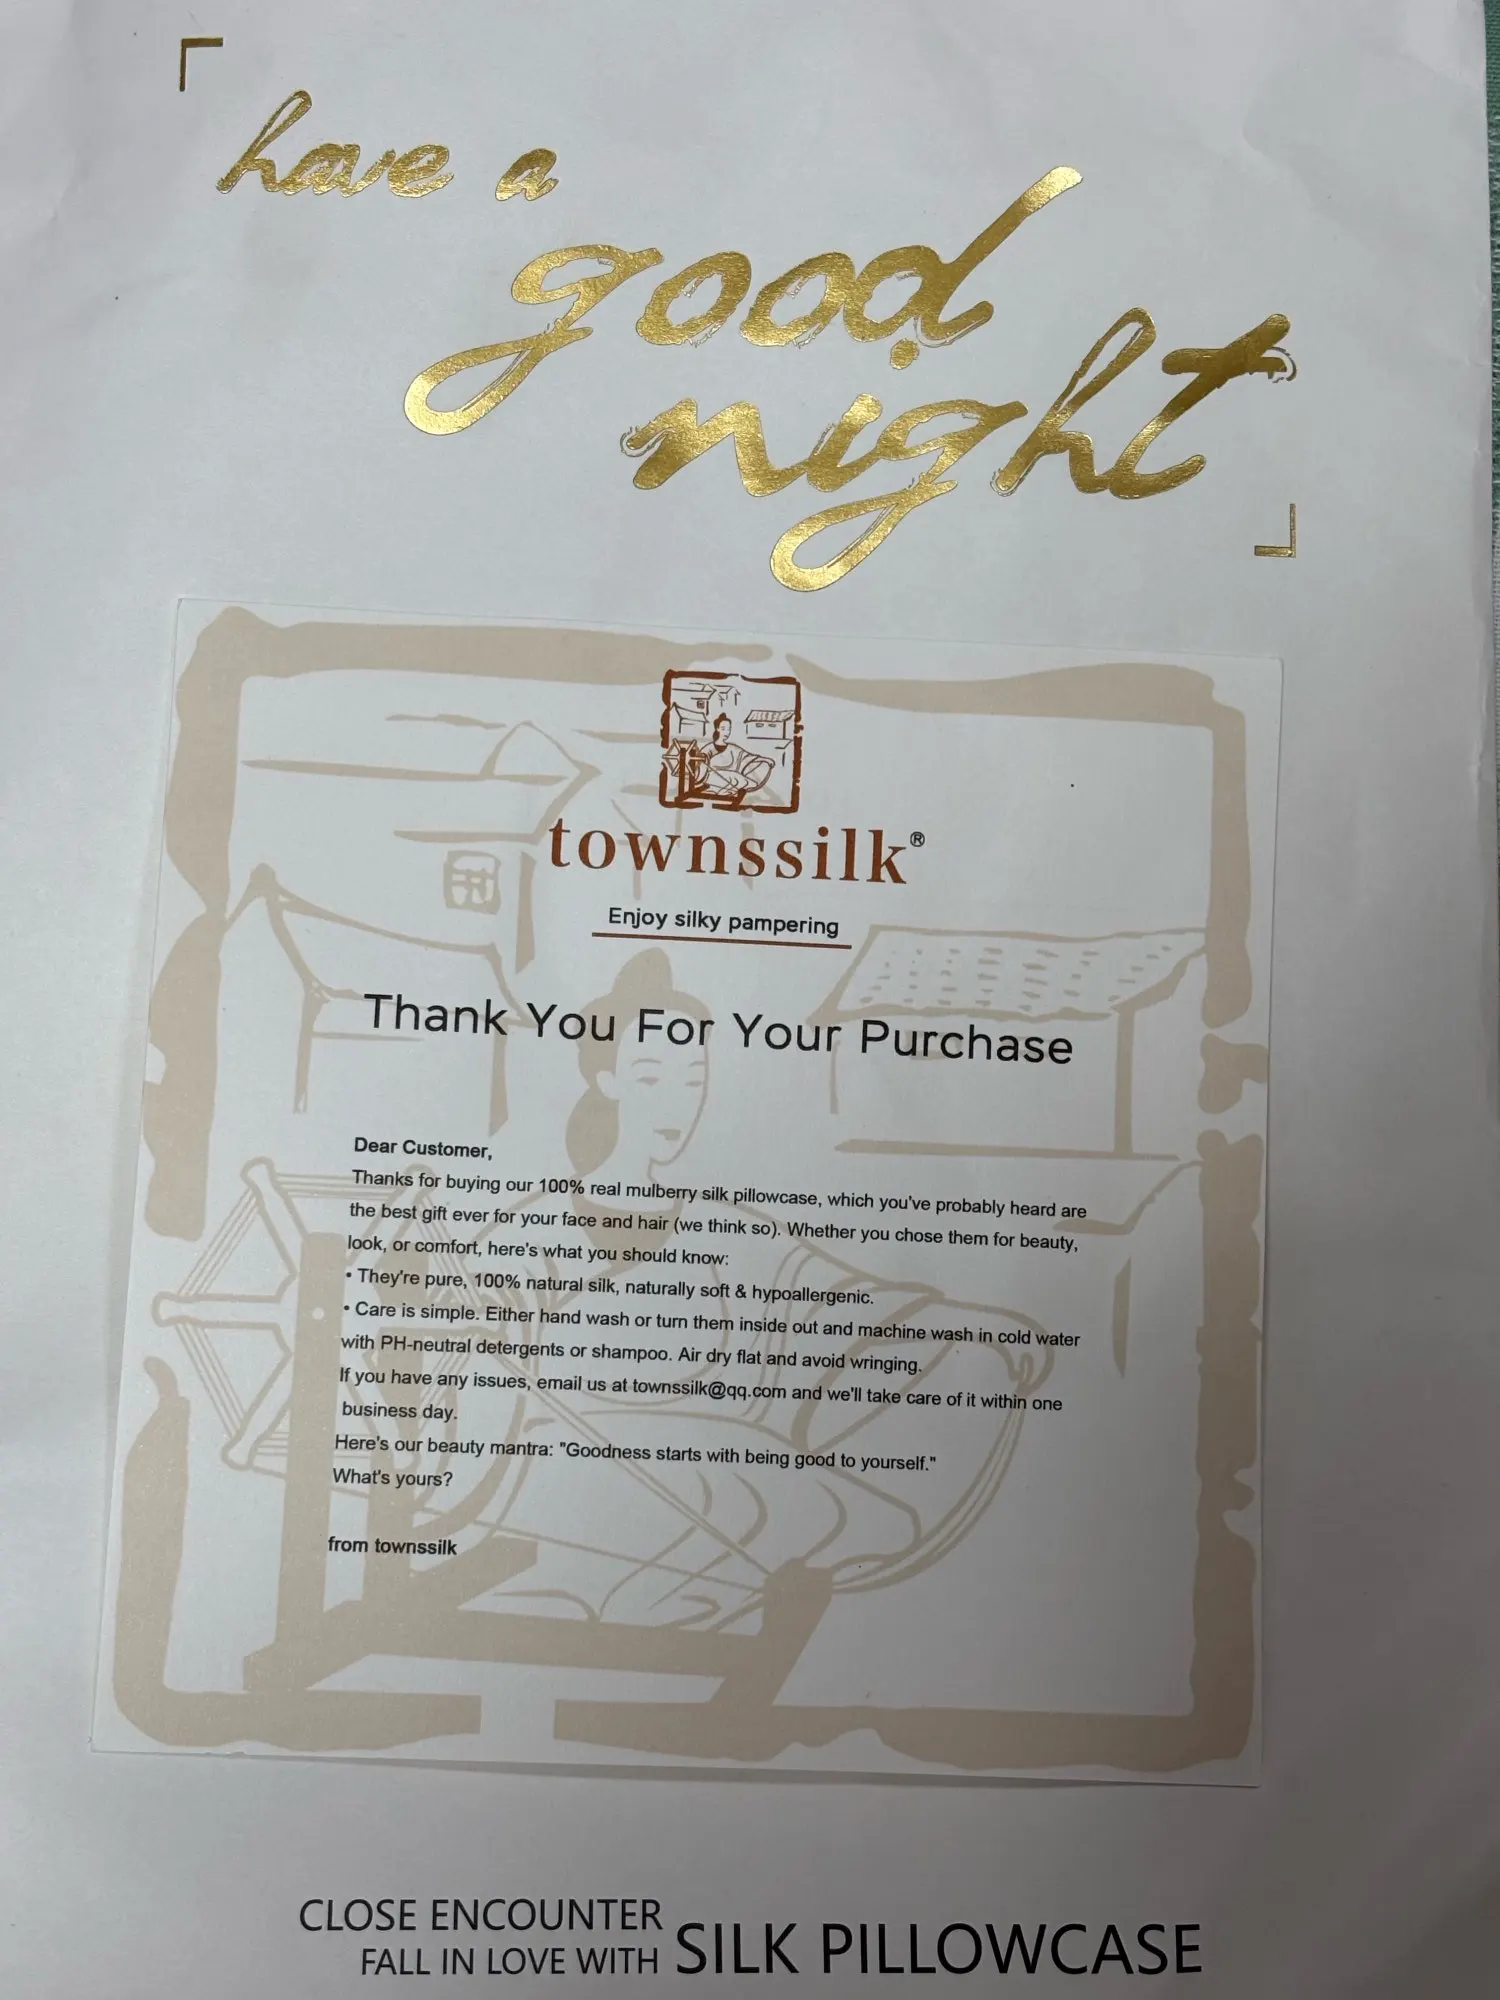 have a
good
night
townssilk®
Enjoy silky pampering
Thank You For Your Purchase
Dear Customer,
Thanks for buying our 100% real mulberry silk pillowcase, which you've probably heard are
the best gift ever for your face and hair (we think so). Whether you chose them for beauty,
look, or comfort, here's what you should know:
• They're pure, 100% natural silk, naturally soft & hypoallergenic.
• Care is simple. Either hand wash or turn them inside out and machine wash in cold water
with PH-neutral detergents or shampoo. Air dry flat and avoid wringing.
If you have any issues, email us at townssilk@qq.com and we'll take care of it within one
business day.
Here's our beauty mantra: "Goodness starts with being good to yourself."
What's yours?
from townssilk
CLOSE ENCOUNTER
FALL IN LOVE WITH SILK PILLOWCASE